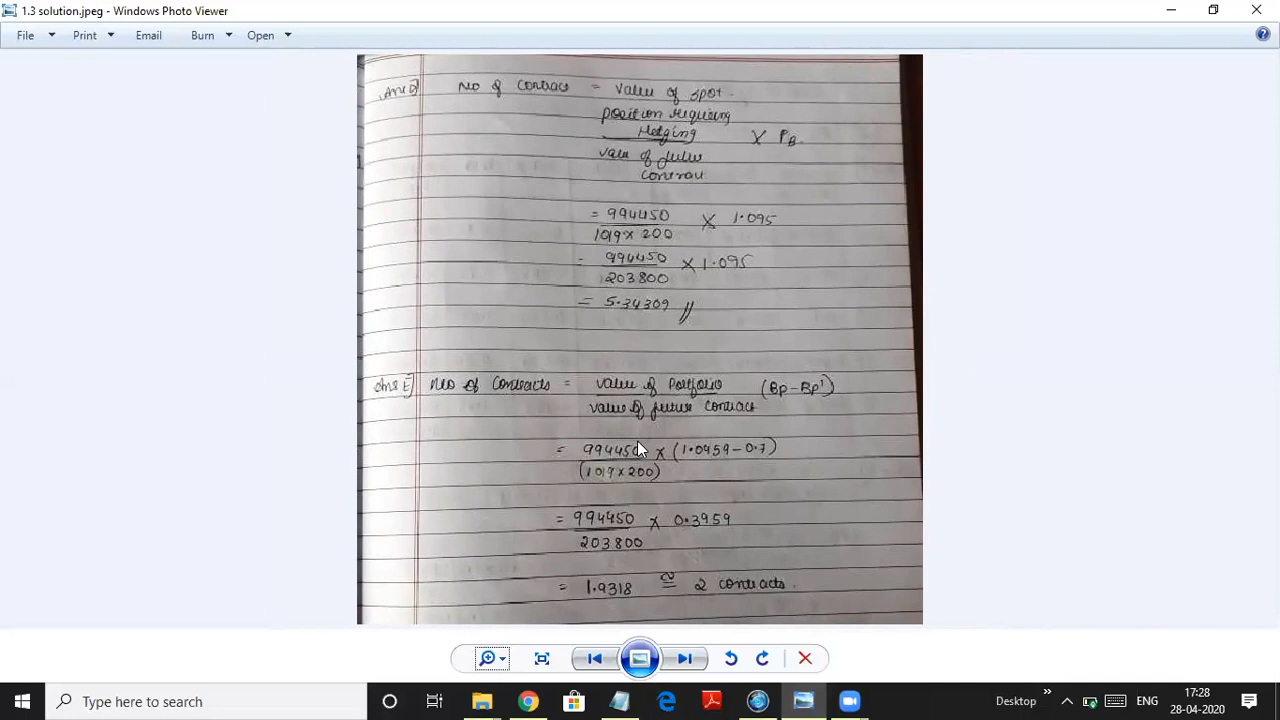 1.3 solution.jpeg - Windows Photo Viewer
File Print Email Burn Open
Ans D] No of Contract = Value of spot.
position requiring
Hedging × PB.
Value of future
Contract
= 994450 × 1.095
1019 × 200
= 994450 × 1.095
203800
= 5.34309 //
Ans E] No of Contracts = Value of Portfolio (Bp - Bp')
Value of future Contract
= 994450 × (1.0959 - 0.7)
(1019 × 200)
= 994450 × 0.3959
203800
= 1.9318 ≅ 2 contracts.
Type here to search
Desktop
ENG
17:28
28-04-2020